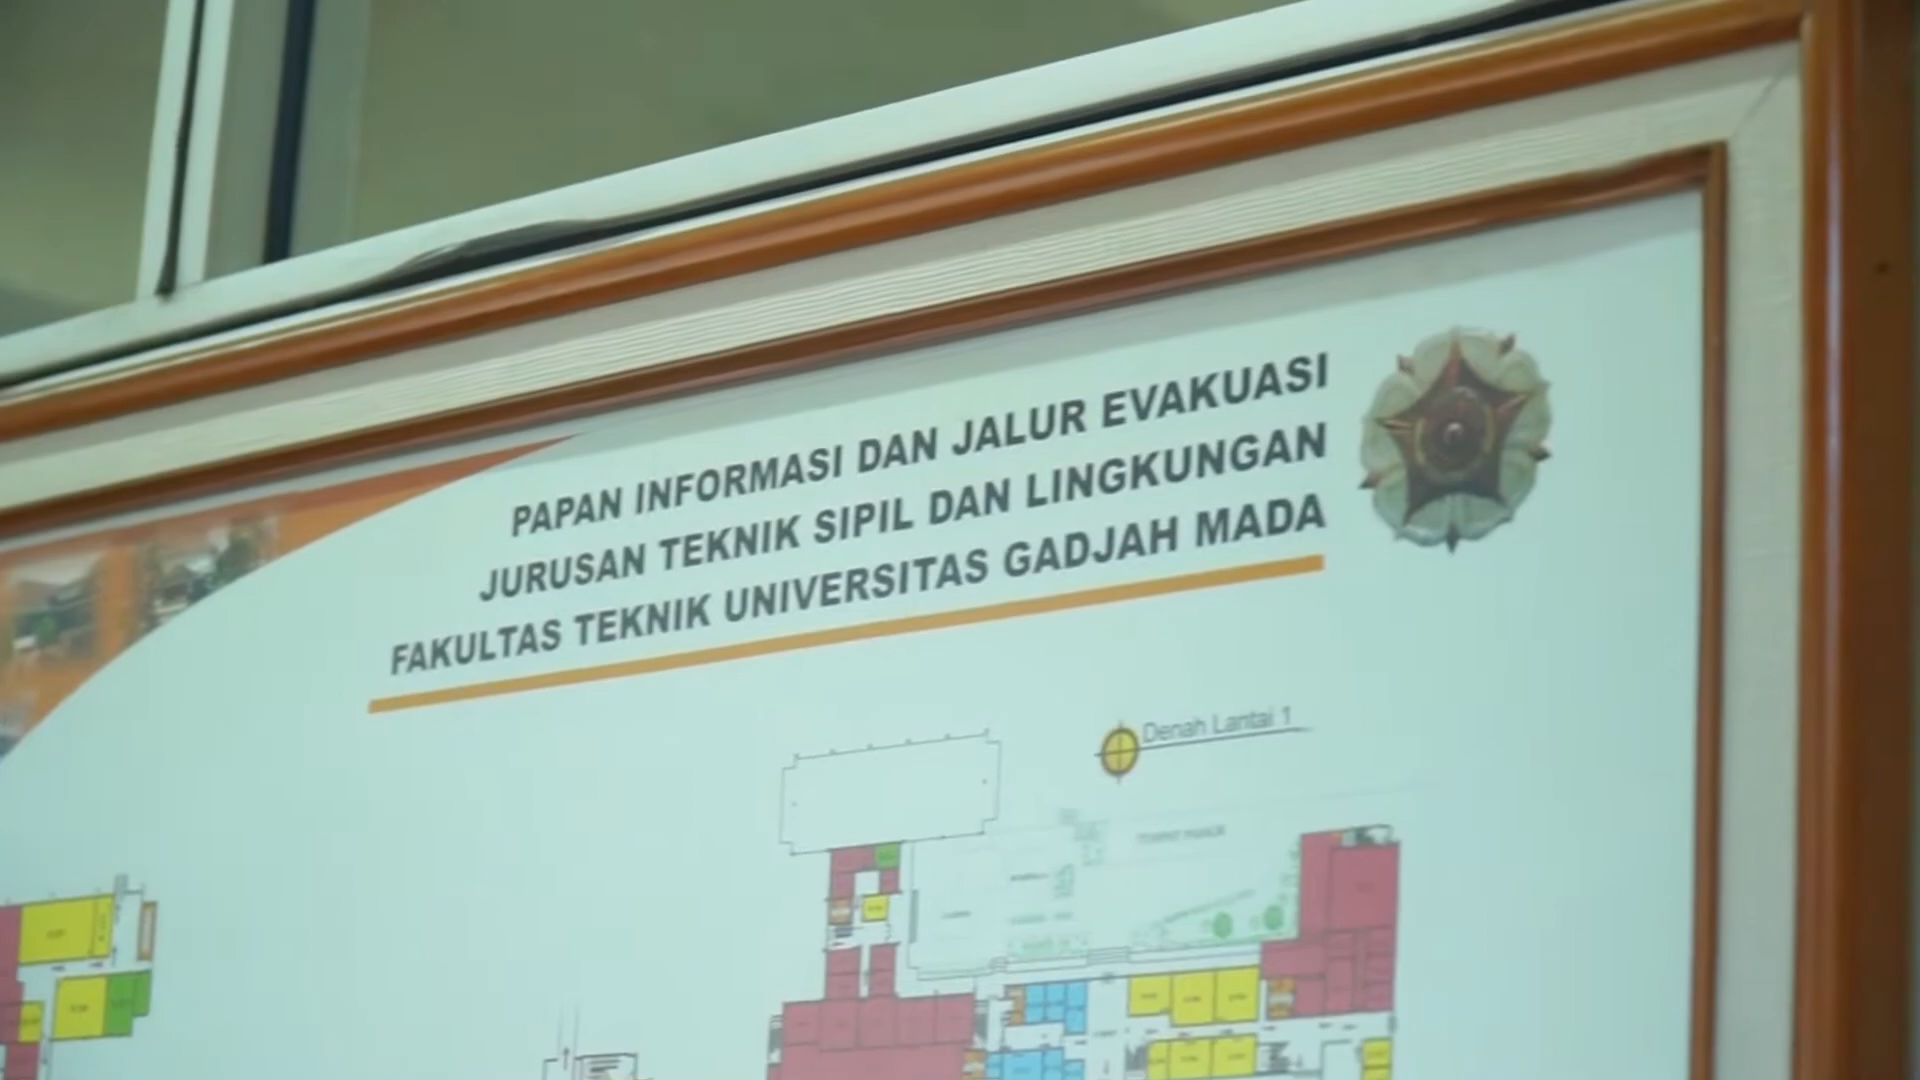 PAPAN INFORMASI DAN JALUR EVAKUASI
JURUSAN TEKNIK SIPIL DAN LINGKUNGAN
FAKULTAS TEKNIK UNIVERSITAS GADJAH MADA
Denah Lantai 1